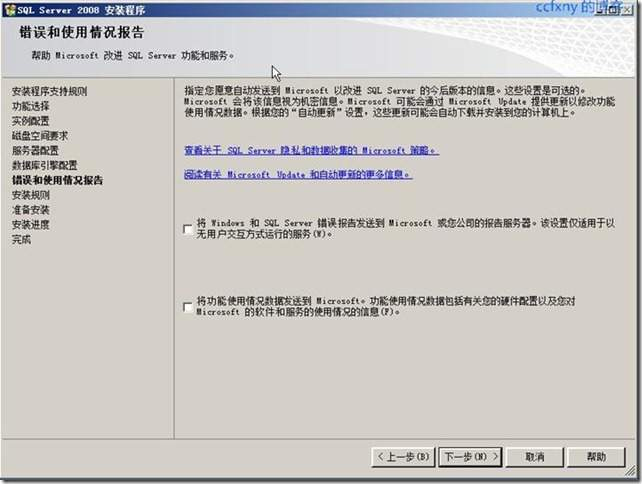 SQL Server 2008 安装程序
ccfxny 的博客
错误和使用情况报告
帮助 Microsoft 改进 SQL Server 功能和服务。
安装程序支持规则
功能选择
实例配置
磁盘空间要求
服务器配置
数据库引擎配置
错误和使用情况报告
安装规则
准备安装
安装进度
完成
指定您愿意自动发送到 Microsoft 以改进 SQL Server 的今后版本的信息。这些设置是可选的。
Microsoft 会将该信息视为机密信息。Microsoft 可能会通过 Microsoft Update 提供更新以修改功能
使用情况数据。根据您的“自动更新”设置，这些更新可能会自动下载并安装到您的计算机上。
查看关于 SQL Server 隐私和数据收集的 Microsoft 策略。
阅读有关 Microsoft Update 和自动更新的更多信息。
将 Windows 和 SQL Server 错误报告发送到 Microsoft 或您公司的报告服务器。该设置仅适用于以
无用户交互方式运行的服务(W)。
将功能使用情况数据发送到 Microsoft。功能使用情况数据包括有关您的硬件配置以及您对
Microsoft 的软件和服务的使用情况的信息(F)。
< 上一步(B) 下一步(N) > 取消 帮助